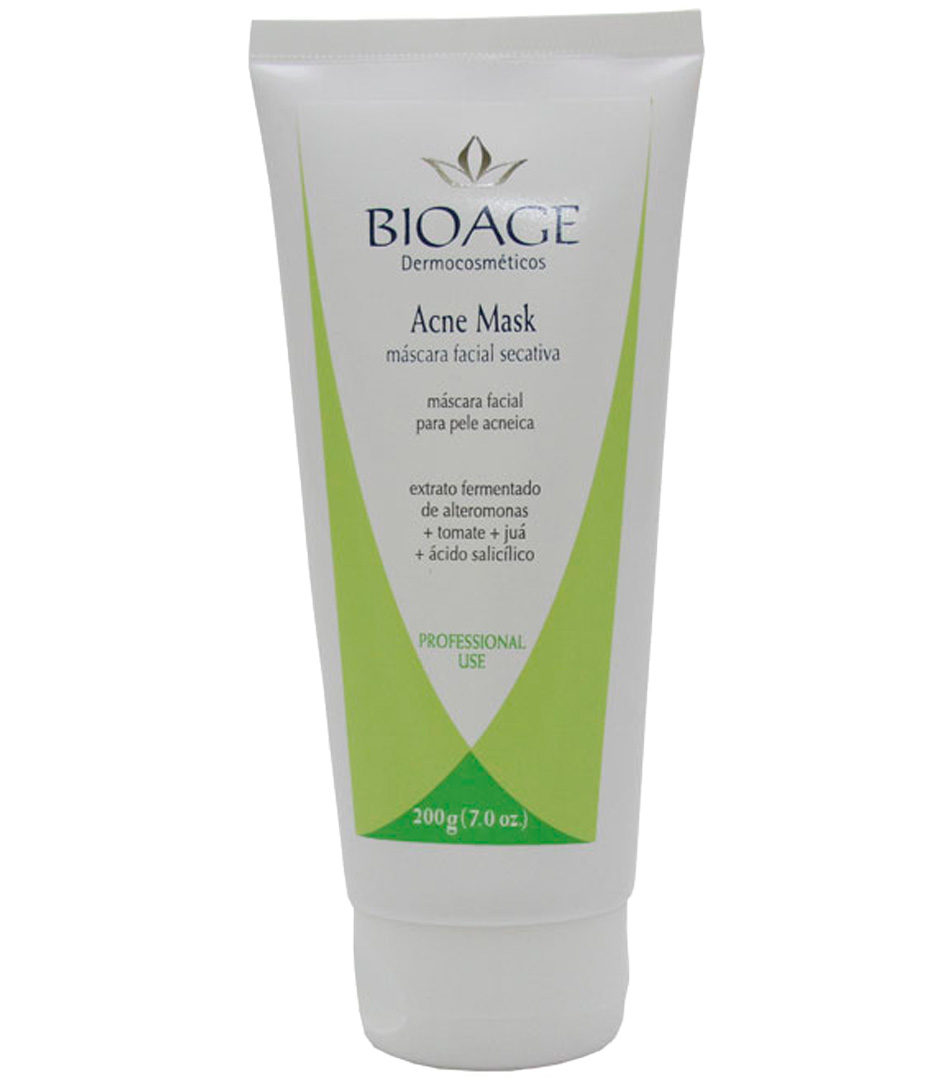 BIOAGE
Dermocosméticos
Acne Mask
máscara facial secativa
máscara facial
para pele acneica
extrato fermentado
de alteromonas
+ tomate + juá
+ ácido salicílico
PROFESSIONAL
USE
200g (7.0 oz.)